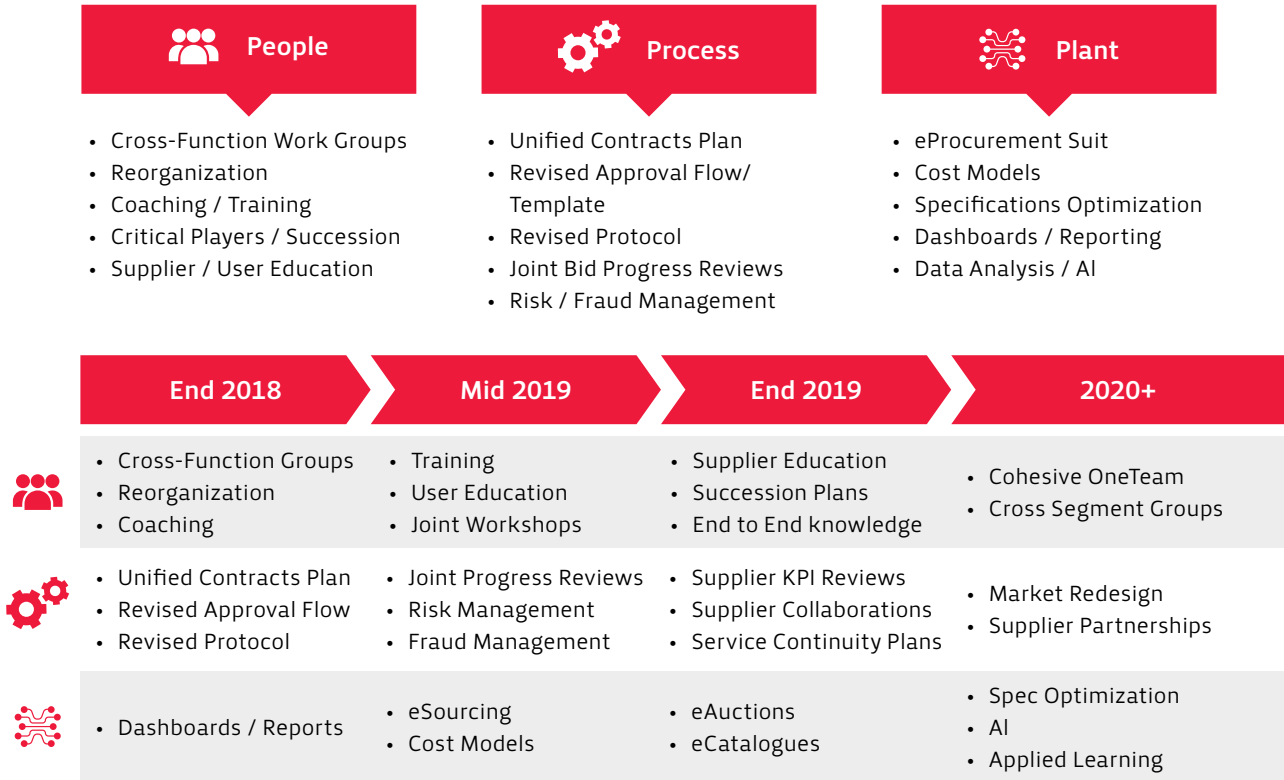 People
• Cross-Function Work Groups
• Reorganization
• Coaching / Training
• Critical Players / Succession
• Supplier / User Education
Process
• Unified Contracts Plan
• Revised Approval Flow/
Template
• Revised Protocol
• Joint Bid Progress Reviews
• Risk / Fraud Management
Plant
• eProcurement Suit
• Cost Models
• Specifications Optimization
• Dashboards / Reporting
• Data Analysis / AI
End 2018
Mid 2019
End 2019
2020+
• Cross-Function Groups
• Reorganization
• Coaching
• Training
• User Education
• Joint Workshops
• Supplier Education
• Succession Plans
• End to End knowledge
• Cohesive OneTeam
• Cross Segment Groups
• Unified Contracts Plan
• Revised Approval Flow
• Revised Protocol
• Joint Progress Reviews
• Risk Management
• Fraud Management
• Supplier KPI Reviews
• Supplier Collaborations
• Service Continuity Plans
• Market Redesign
• Supplier Partnerships
• Dashboards / Reports
• eSourcing
• Cost Models
• eAuctions
• eCatalogues
• Spec Optimization
• AI
• Applied Learning